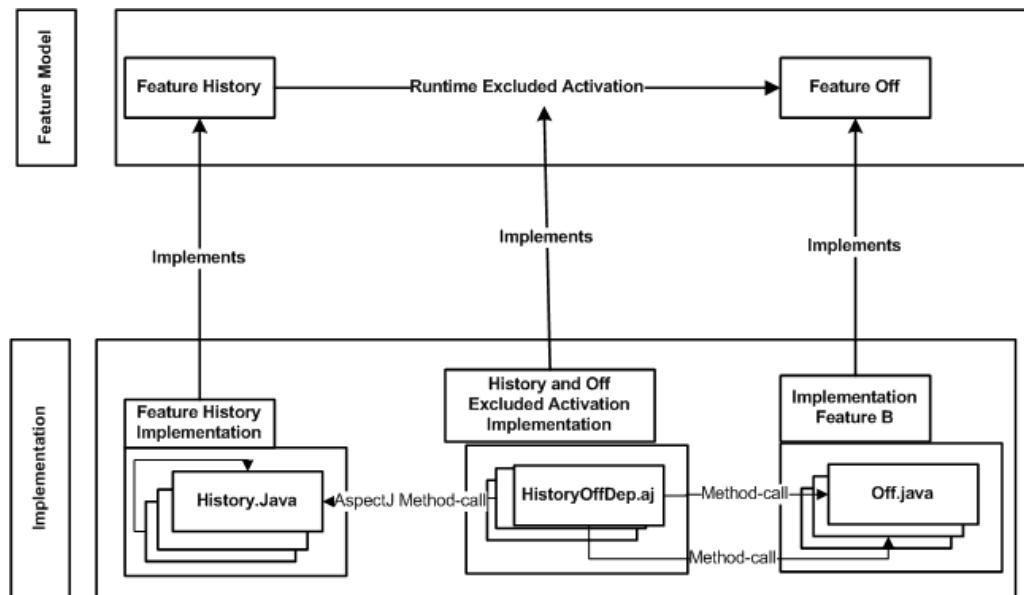 Feature Model
Feature History
Runtime Excluded Activation
Feature Off
Implements
Implements
Implements
Implementation
Feature History
Implementation
History and Off
Excluded Activation
Implementation
Implementation
Feature B
History.Java
AspectJ Method-call
HistoryOffDep.aj
Method-call
Off.java
Method-call